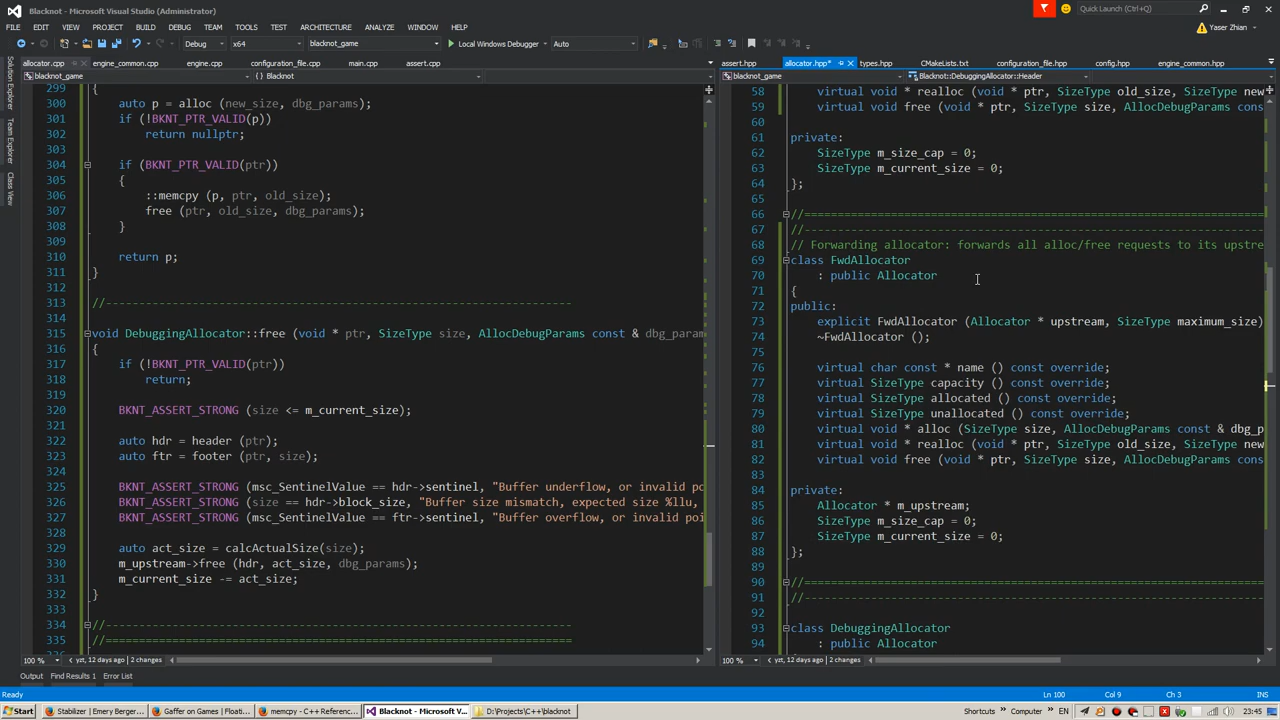 Blacknot - Microsoft Visual Studio (Administrator)
Quick Launch (Ctrl+Q)
FILE EDIT VIEW PROJECT BUILD DEBUG TEAM TOOLS TEST ARCHITECTURE ANALYZE WINDOW HELP
Yaser Zhian
Debug x64 blacknot_game Local Windows Debugger Auto
allocator.cpp engine_common.cpp engine.cpp configuration_file.cpp main.cpp assert.cpp
blacknot_game {} Blacknot
Solution Explorer
Team Explorer
Class View
299 {
300 auto p = alloc (new_size, dbg_params);
301 if (!BKNT_PTR_VALID(p))
302 return nullptr;
303
304 if (BKNT_PTR_VALID(ptr))
305 {
306 ::memcpy (p, ptr, old_size);
307 free (ptr, old_size, dbg_params);
308 }
309
310 return p;
311 }
312
313 //------------------------------------------------------------------------
314
315 void DebuggingAllocator::free (void * ptr, SizeType size, AllocDebugParams const & dbg_param
316 {
317 if (!BKNT_PTR_VALID(ptr))
318 return;
319
320 BKNT_ASSERT_STRONG (size <= m_current_size);
321
322 auto hdr = header (ptr);
323 auto ftr = footer (ptr, size);
324
325 BKNT_ASSERT_STRONG (msc_SentinelValue == hdr->sentinel, "Buffer underflow, or invalid po
326 BKNT_ASSERT_STRONG (size == hdr->block_size, "Buffer size mismatch, expected size %llu,
327 BKNT_ASSERT_STRONG (msc_SentinelValue == ftr->sentinel, "Buffer overflow, or invalid poi
328
329 auto act_size = calcActualSize(size);
330 m_upstream->free (hdr, act_size, dbg_params);
331 m_current_size -= act_size;
332 }
333
334 //------------------------------------------------------------------------
335 //========================================================================
100 % yzt, 12 days ago | 2 changes
assert.hpp allocator.hpp* types.hpp CMakeLists.txt configuration_file.hpp config.hpp engine_common.hpp
blacknot_game Blacknot::DebuggingAllocator::Header
58 virtual void * realloc (void * ptr, SizeType old_size, SizeType new
59 virtual void free (void * ptr, SizeType size, AllocDebugParams cons
60
61 private:
62 SizeType m_size_cap = 0;
63 SizeType m_current_size = 0;
64 };
65
66 //=======================================================================
67 //-----------------------------------------------------------------------
68 // Forwarding allocator: forwards all alloc/free requests to its upstre
69 class FwdAllocator
70 : public Allocator
71 {
72 public:
73 explicit FwdAllocator (Allocator * upstream, SizeType maximum_size)
74 ~FwdAllocator ();
75
76 virtual char const * name () const override;
77 virtual SizeType capacity () const override;
78 virtual SizeType allocated () const override;
79 virtual SizeType unallocated () const override;
80 virtual void * alloc (SizeType size, AllocDebugParams const & dbg_p
81 virtual void * realloc (void * ptr, SizeType old_size, SizeType new
82 virtual void free (void * ptr, SizeType size, AllocDebugParams cons
83
84 private:
85 Allocator * m_upstream;
86 SizeType m_size_cap = 0;
87 SizeType m_current_size = 0;
88 };
89
90 //=======================================================================
91 //-----------------------------------------------------------------------
92
93 class DebuggingAllocator
94 : public Allocator
100 % yzt, 12 days ago | 2 changes
Output Find Results 1 Error List
Ready Ln 100 Col 9 Ch 3 INS
Start Stabilizer | Emery Berger... Gaffer on Games | Floati... memcpy - C++ Referenc... Blacknot - Microsoft V... D:\Projects\C++\blacknot Shortcuts » Computer » EN 23:45